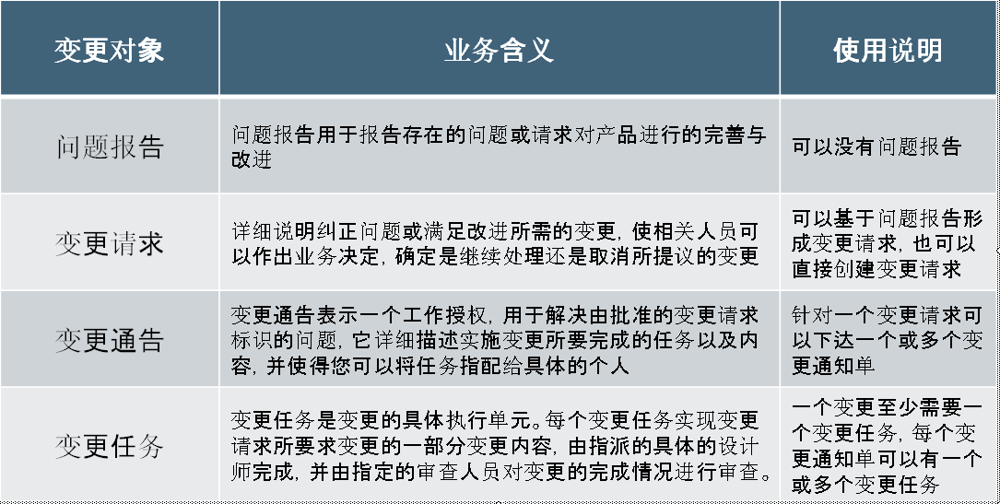 变更对象 业务含义 使用说明
问题报告
问题报告用于报告存在的问题或请求对产品进行的完善与
改进
可以没有问题报告
变更请求
详细说明纠正问题或满足改进所需的变更,使相关人员可
以作出业务决定,确定是继续处理还是取消所提议的变更
可以基于问题报告形
成变更请求,也可以
直接创建变更请求
变更通告
变更通告表示一个工作授权,用于解决由批准的变更请求
标识的问题,它详细描述实施变更所要完成的任务以及内
容,并使得您可以将任务指配给具体的个人
针对一个变更请求可
以下达一个或多个变
更通知单
变更任务
变更任务是变更的具体执行单元。每个变更任务实现变更
请求所要求变更的一部分变更内容,由指派的具体的设计
师完成,并由指定的审查人员对变更的完成情况进行审查。
一个变更至少需要一
个变更任务,每个变
更通知单可以有一个
或多个变更任务